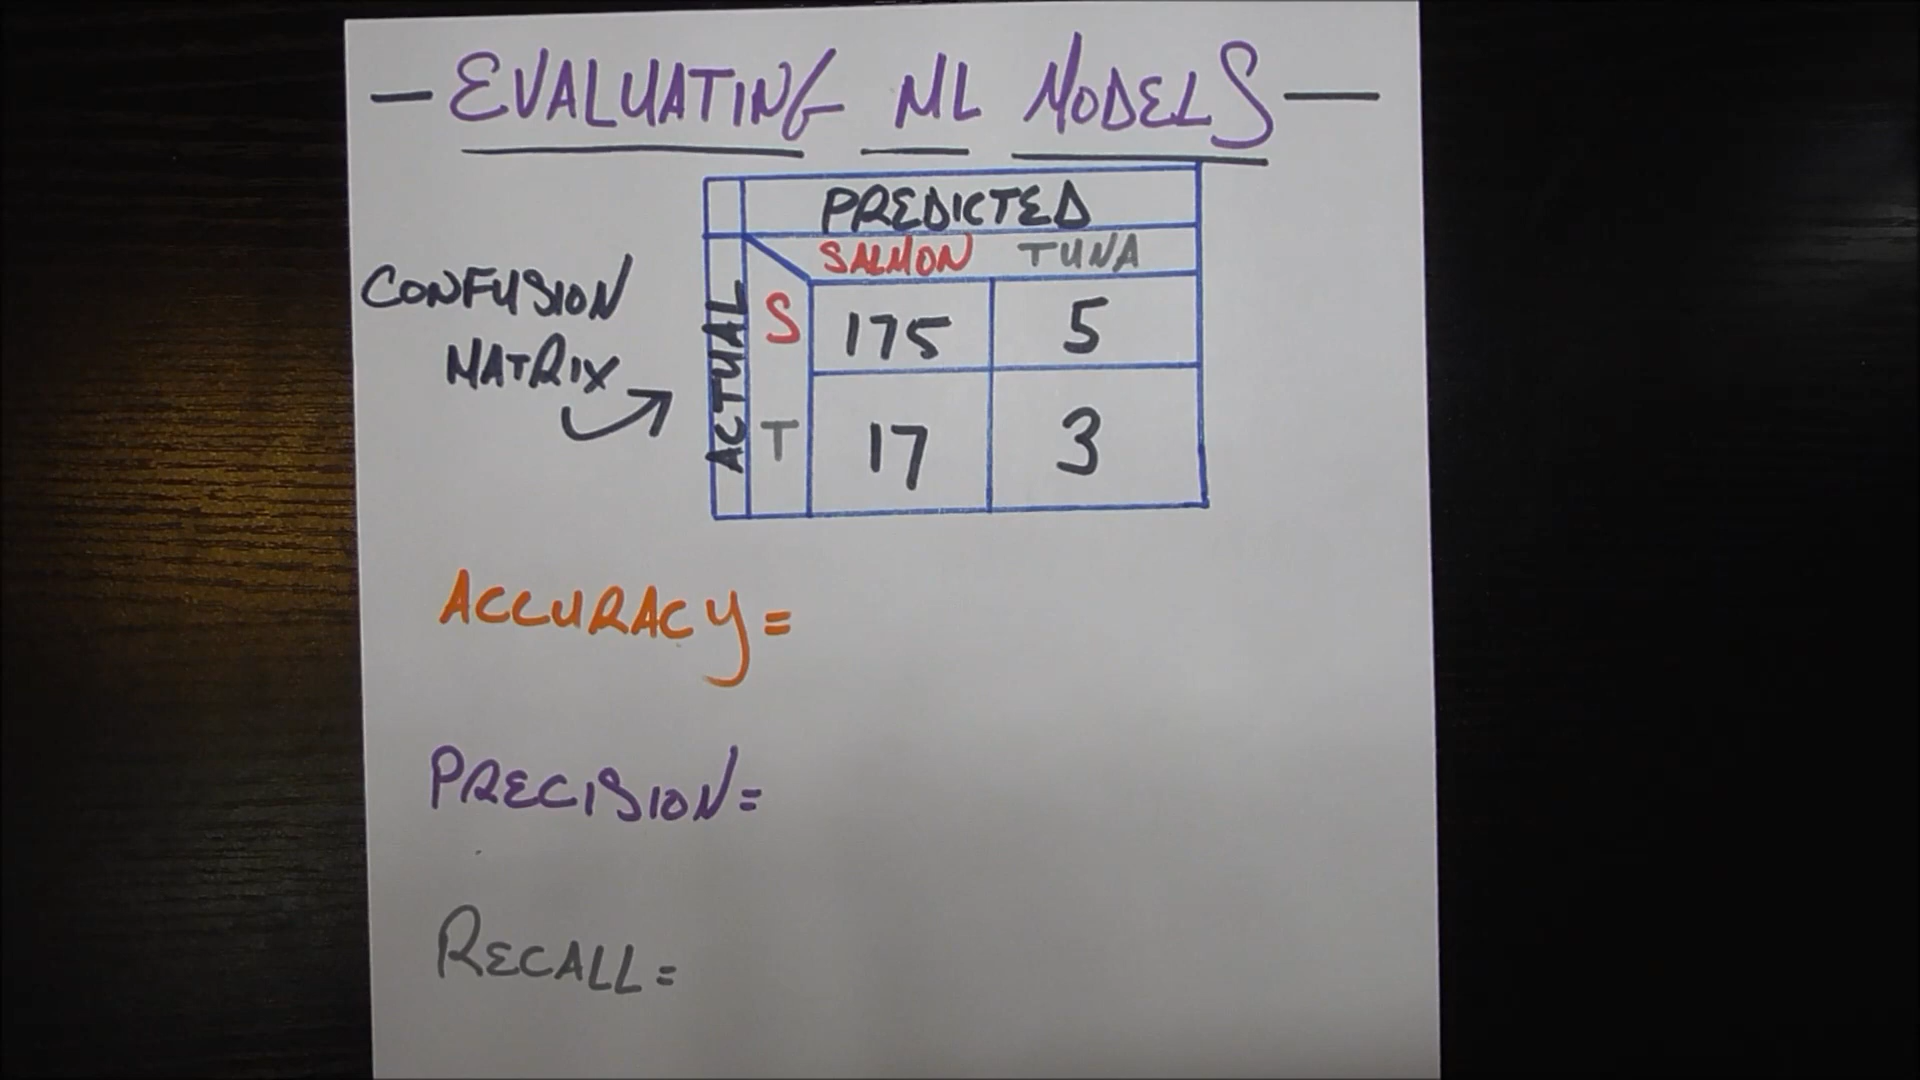 — EVALUATING ML MODELS —
PREDICTED
SALMON TUNA
CONFUSION
MATRIX
ACTUAL
S 175 5
T 17 3
ACCURACY =
PRECISION =
RECALL =